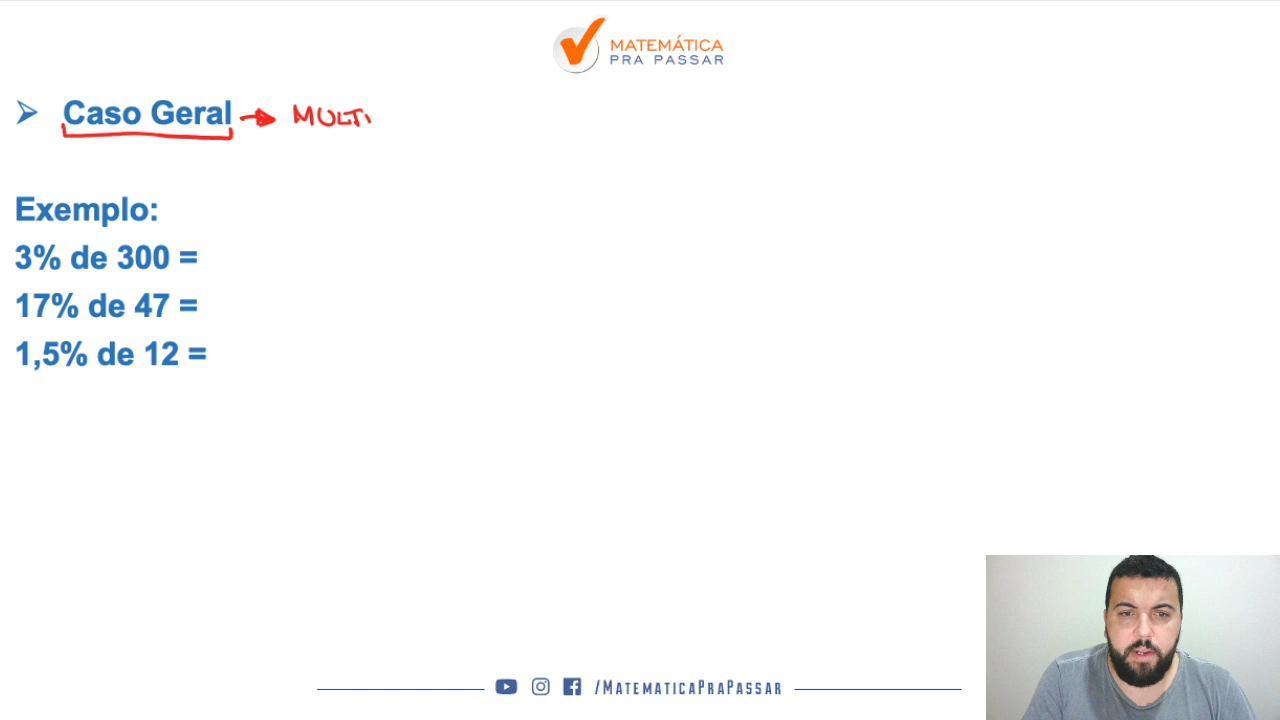 MATEMÁTICA
PRA PASSAR
➢ Caso Geral → MULTI
Exemplo:
3% de 300 =
17% de 47 =
1,5% de 12 =
/MATEMATICAPRAPASSAR